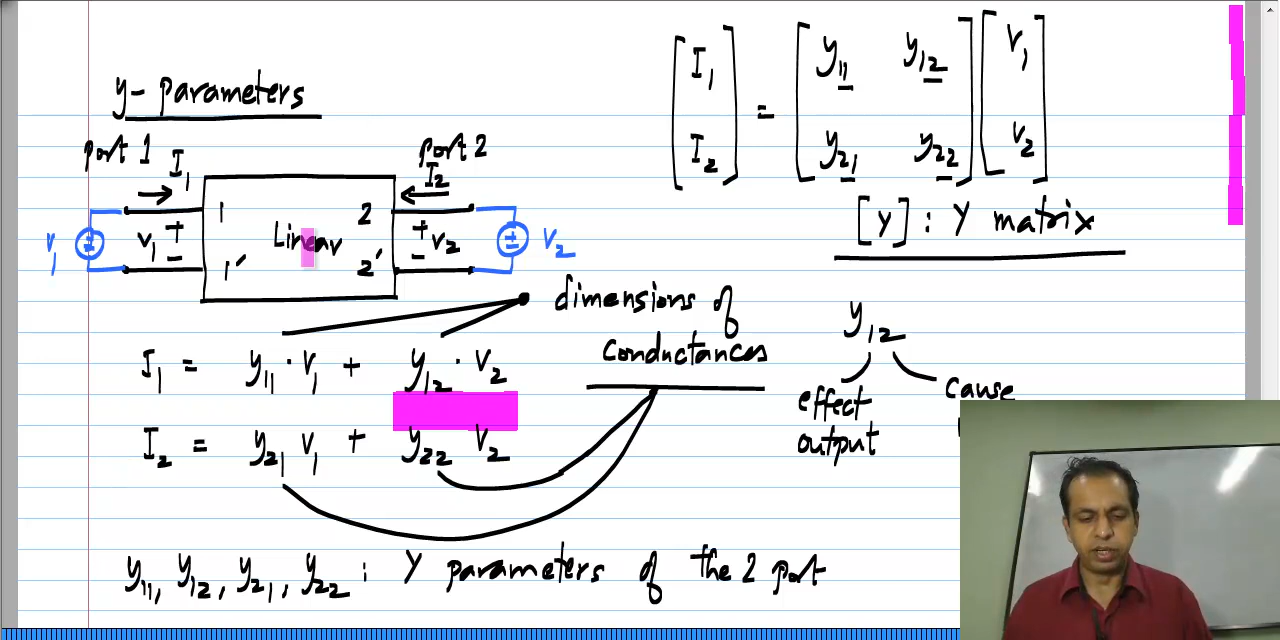 y- parameters
port 1
I1
port 2
I2
V1
v1 + −
1
1′
Linear
2
2′
+ − v2
V2
[I1 I2] = [y11 y12 y21 y22] [V1 V2]
[Y] : Y matrix
dimensions of
conductances
I1 = y11 · V1 + y12 · V2
I2 = y21 V1 + y22 V2
y12
effect
output
cause
y11, y12, y21, y22 : Y parameters of the 2 port